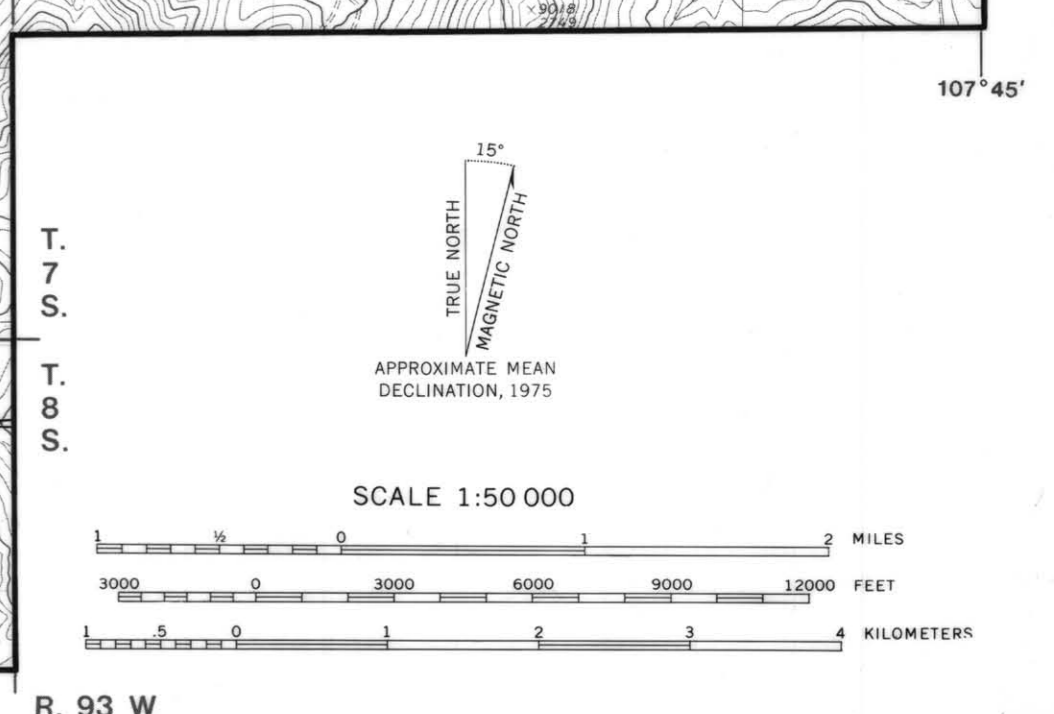 ×9018
2749
107°45'
15°
TRUE NORTH
MAGNETIC NORTH
APPROXIMATE MEAN
DECLINATION, 1975
T.
7
S.
T.
8
S.
SCALE 1:50 000
1 ½ 0 1 2 MILES
3000 0 3000 6000 9000 12000 FEET
1 .5 0 1 2 3 4 KILOMETERS
R. 93 W